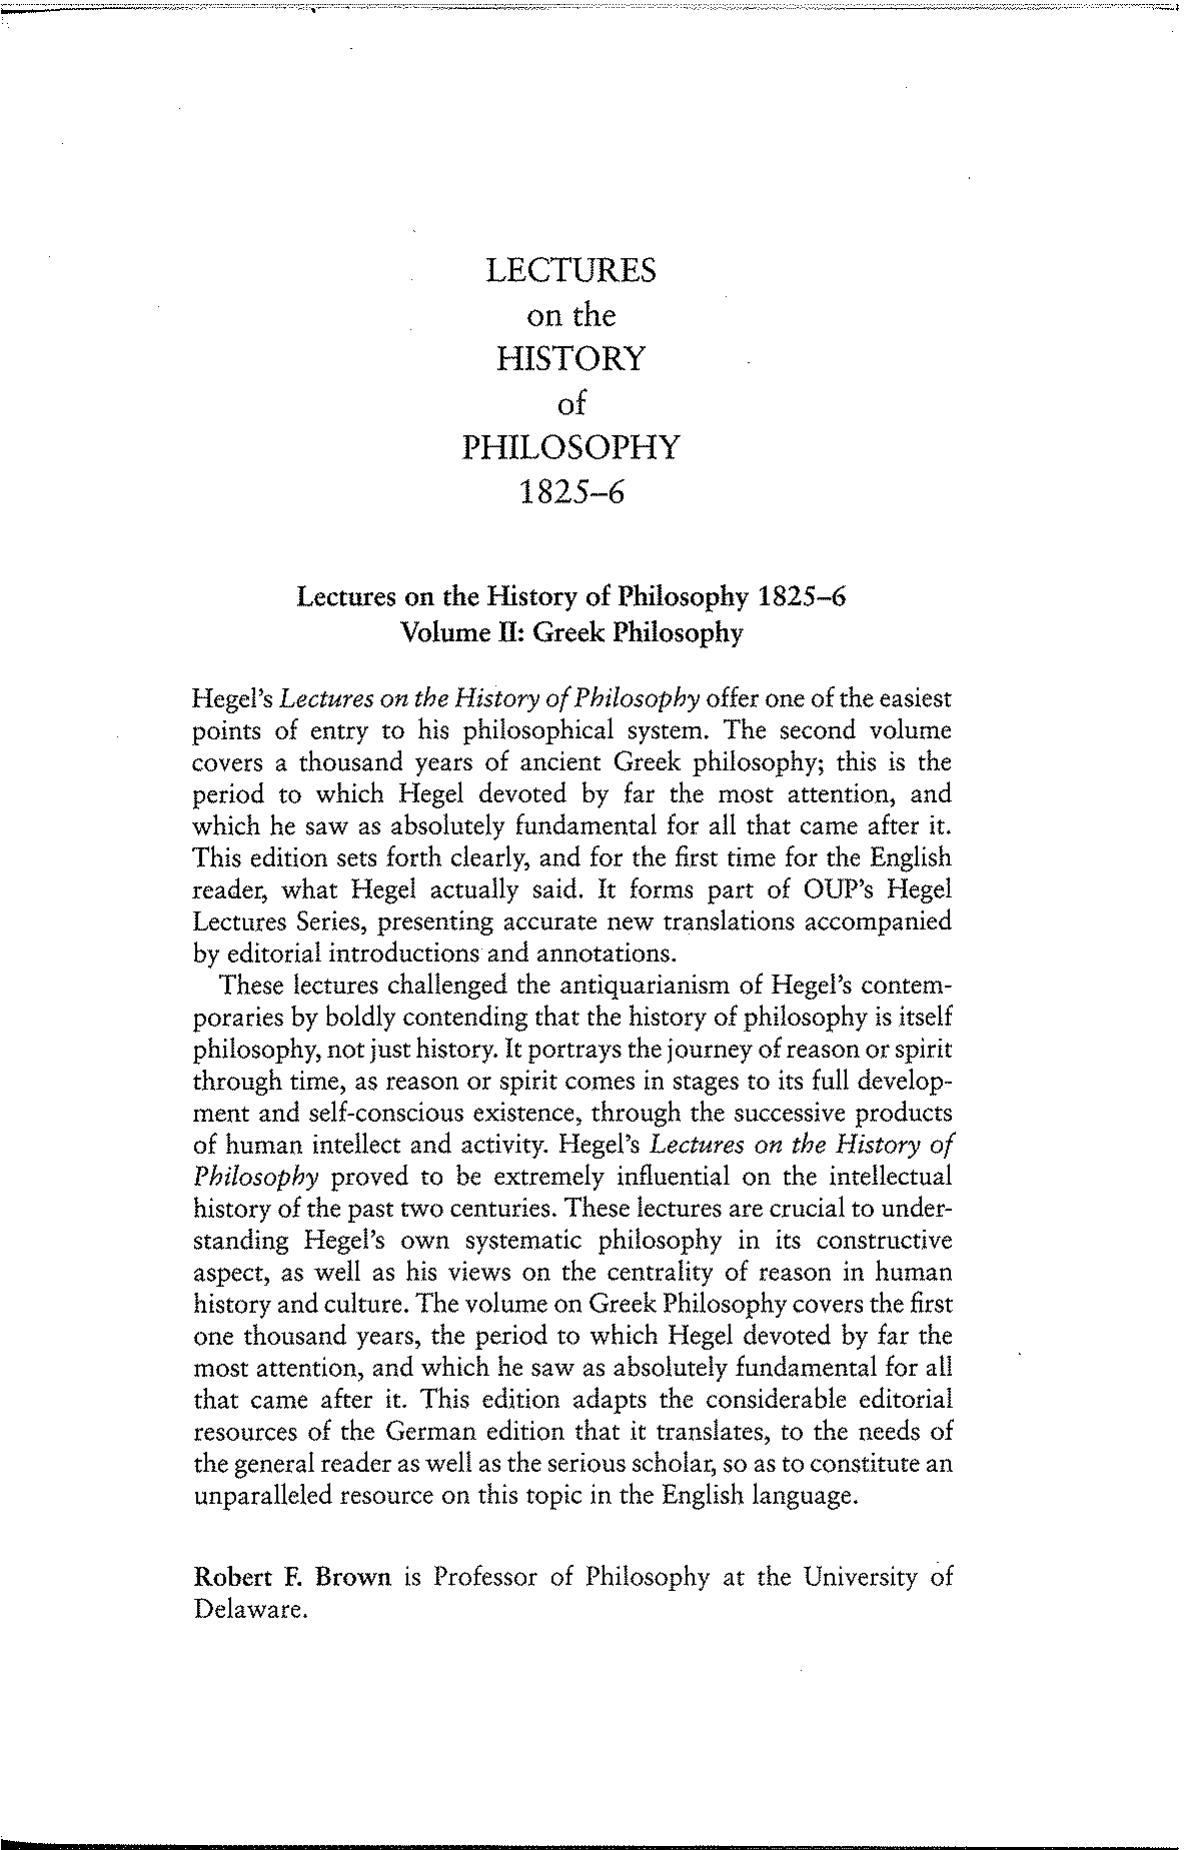 LECTURES
on the
HISTORY
of
PHILOSOPHY
1825–6
Lectures on the History of Philosophy 1825–6
Volume II: Greek Philosophy
Hegel's Lectures on the History of Philosophy offer one of the easiest
points of entry to his philosophical system. The second volume
covers a thousand years of ancient Greek philosophy; this is the
period to which Hegel devoted by far the most attention, and
which he saw as absolutely fundamental for all that came after it.
This edition sets forth clearly, and for the first time for the English
reader, what Hegel actually said. It forms part of OUP's Hegel
Lectures Series, presenting accurate new translations accompanied
by editorial introductions and annotations.
These lectures challenged the antiquarianism of Hegel's contem-
poraries by boldly contending that the history of philosophy is itself
philosophy, not just history. It portrays the journey of reason or spirit
through time, as reason or spirit comes in stages to its full develop-
ment and self-conscious existence, through the successive products
of human intellect and activity. Hegel's Lectures on the History of
Philosophy proved to be extremely influential on the intellectual
history of the past two centuries. These lectures are crucial to under-
standing Hegel's own systematic philosophy in its constructive
aspect, as well as his views on the centrality of reason in human
history and culture. The volume on Greek Philosophy covers the first
one thousand years, the period to which Hegel devoted by far the
most attention, and which he saw as absolutely fundamental for all
that came after it. This edition adapts the considerable editorial
resources of the German edition that it translates, to the needs of
the general reader as well as the serious scholar, so as to constitute an
unparalleled resource on this topic in the English language.
Robert F. Brown is Professor of Philosophy at the University of
Delaware.